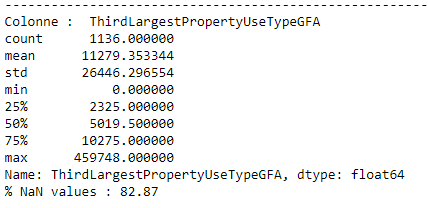 --------------------------------------------------------
Colonne :  ThirdLargestPropertyUseTypeGFA
count      1136.000000
mean      11279.353344
std       26446.296554
min           0.000000
25%        2325.000000
50%        5019.500000
75%       10275.000000
max      459748.000000
Name: ThirdLargestPropertyUseTypeGFA, dtype: float64
% NaN values : 82.87